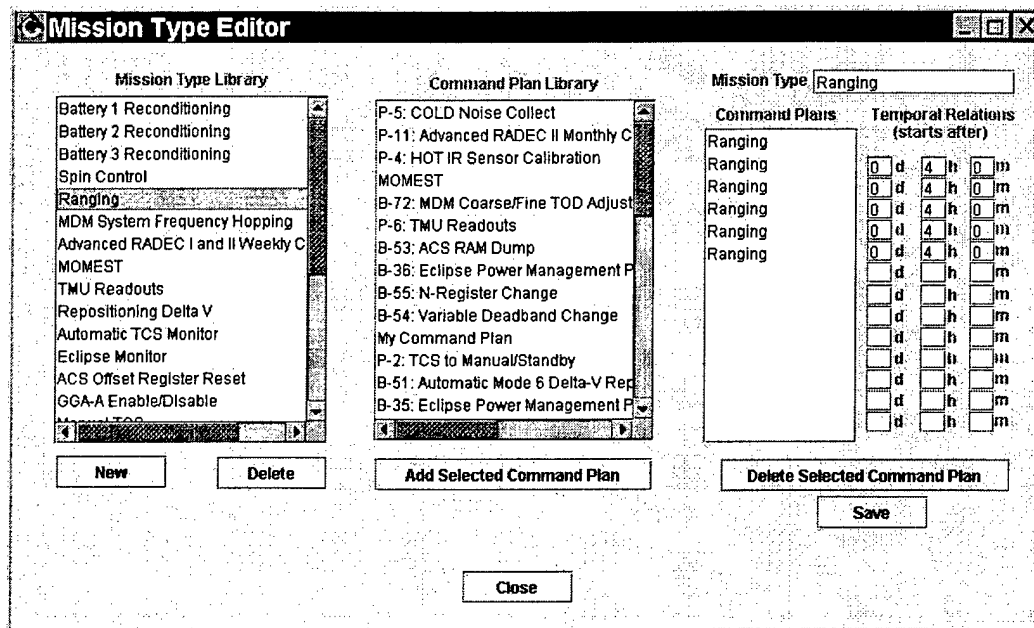 Mission Type Editor
Mission Type Library
Battery 1 Reconditioning
Battery 2 Reconditioning
Battery 3 Reconditioning
Spin Control
Ranging
MDM System Frequency Hopping
Advanced RADEC I and II Weekly C
MOMEST
TMU Readouts
Repositioning Delta V
Automatic TCS Monitor
Eclipse Monitor
ACS Offset Register Reset
GGA-A Enable/Disable
New
Delete
Command Plan Library
P-5: COLD Noise Collect
P-11: Advanced RADEC II Monthly C
P-4: HOT IR Sensor Calibration
MOMEST
B-72: MDM Coarse/Fine TOD Adjust
P-6: TMU Readouts
B-53: ACS RAM Dump
B-36: Eclipse Power Management P
B-55: N-Register Change
B-54: Variable Deadband Change
My Command Plan
P-2: TCS to Manual/Standby
B-51: Automatic Mode 6 Delta-V Rep
B-35: Eclipse Power Management P
Add Selected Command Plan
Mission Type Ranging
Command Plans
Ranging
Ranging
Ranging
Ranging
Ranging
Ranging
Temporal Relations
(starts after)
0 d 4 h 0 m
0 d 4 h 0 m
0 d 4 h 0 m
0 d 4 h 0 m
0 d 4 h 0 m
d h m
d h m
d h m
d h m
d h m
d h m
d h m
Delete Selected Command Plan
Save
Close